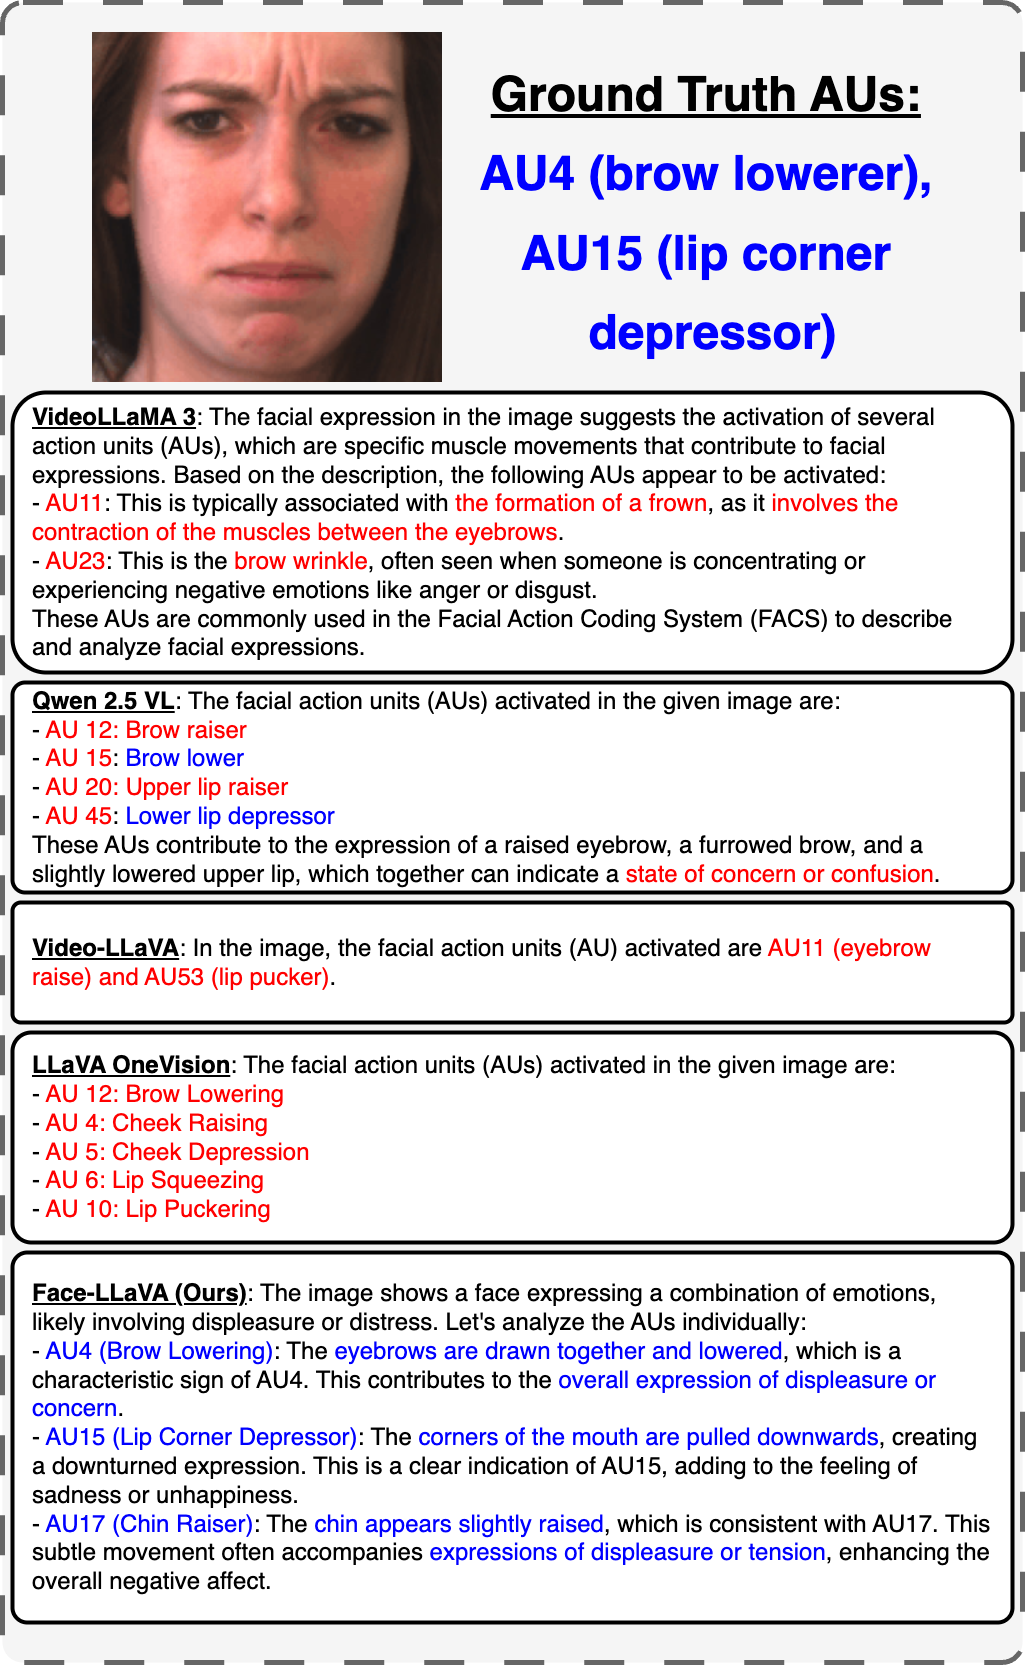 Ground Truth AUs:
AU4 (brow lowerer),
AU15 (lip corner
depressor)
VideoLLaMA 3: The facial expression in the image suggests the activation of several
action units (AUs), which are specific muscle movements that contribute to facial
expressions. Based on the description, the following AUs appear to be activated:
- AU11: This is typically associated with the formation of a frown, as it involves the
contraction of the muscles between the eyebrows.
- AU23: This is the brow wrinkle, often seen when someone is concentrating or
experiencing negative emotions like anger or disgust.
These AUs are commonly used in the Facial Action Coding System (FACS) to describe
and analyze facial expressions.
Qwen 2.5 VL: The facial action units (AUs) activated in the given image are:
- AU 12: Brow raiser
- AU 15: Brow lower
- AU 20: Upper lip raiser
- AU 45: Lower lip depressor
These AUs contribute to the expression of a raised eyebrow, a furrowed brow, and a
slightly lowered upper lip, which together can indicate a state of concern or confusion.
Video-LLaVA: In the image, the facial action units (AU) activated are AU11 (eyebrow
raise) and AU53 (lip pucker).
LLaVA OneVision: The facial action units (AUs) activated in the given image are:
- AU 12: Brow Lowering
- AU 4: Cheek Raising
- AU 5: Cheek Depression
- AU 6: Lip Squeezing
- AU 10: Lip Puckering
Face-LLaVA (Ours): The image shows a face expressing a combination of emotions,
likely involving displeasure or distress. Let's analyze the AUs individually:
- AU4 (Brow Lowering): The eyebrows are drawn together and lowered, which is a
characteristic sign of AU4. This contributes to the overall expression of displeasure or
concern.
- AU15 (Lip Corner Depressor): The corners of the mouth are pulled downwards, creating
a downturned expression. This is a clear indication of AU15, adding to the feeling of
sadness or unhappiness.
- AU17 (Chin Raiser): The chin appears slightly raised, which is consistent with AU17. This
subtle movement often accompanies expressions of displeasure or tension, enhancing the
overall negative affect.